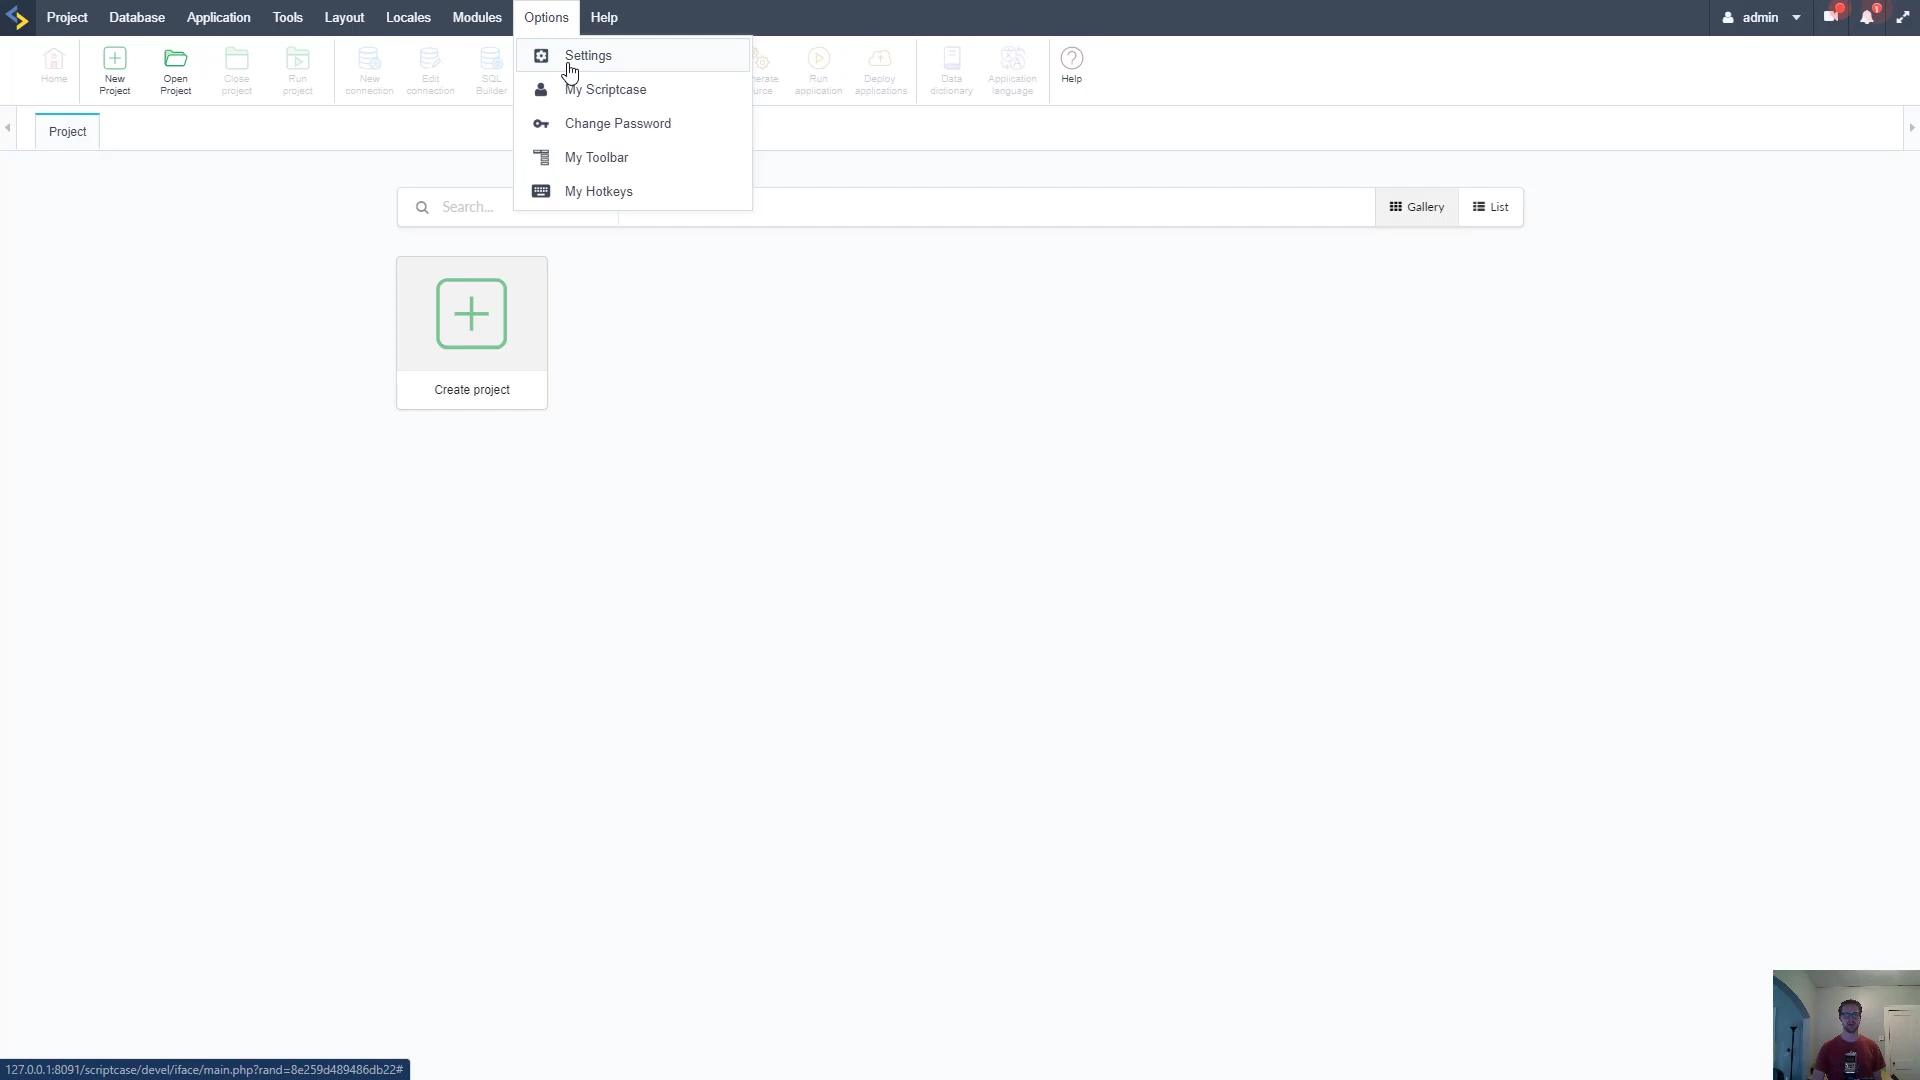 Project Database Application Tools Layout Locales Modules Options Help admin 1
Home
New Project
Open Project
Close project
Run project
New connection
Edit connection
SQL Builder
Run application
Deploy applications
Data dictionary
Application language
Help
Settings
My Scriptcase
Change Password
My Toolbar
My Hotkeys
Project
Search...
Gallery
List
Create project
127.0.0.1:8091/scriptcase/devel/iface/main.php?rand=8e259d489486db22#